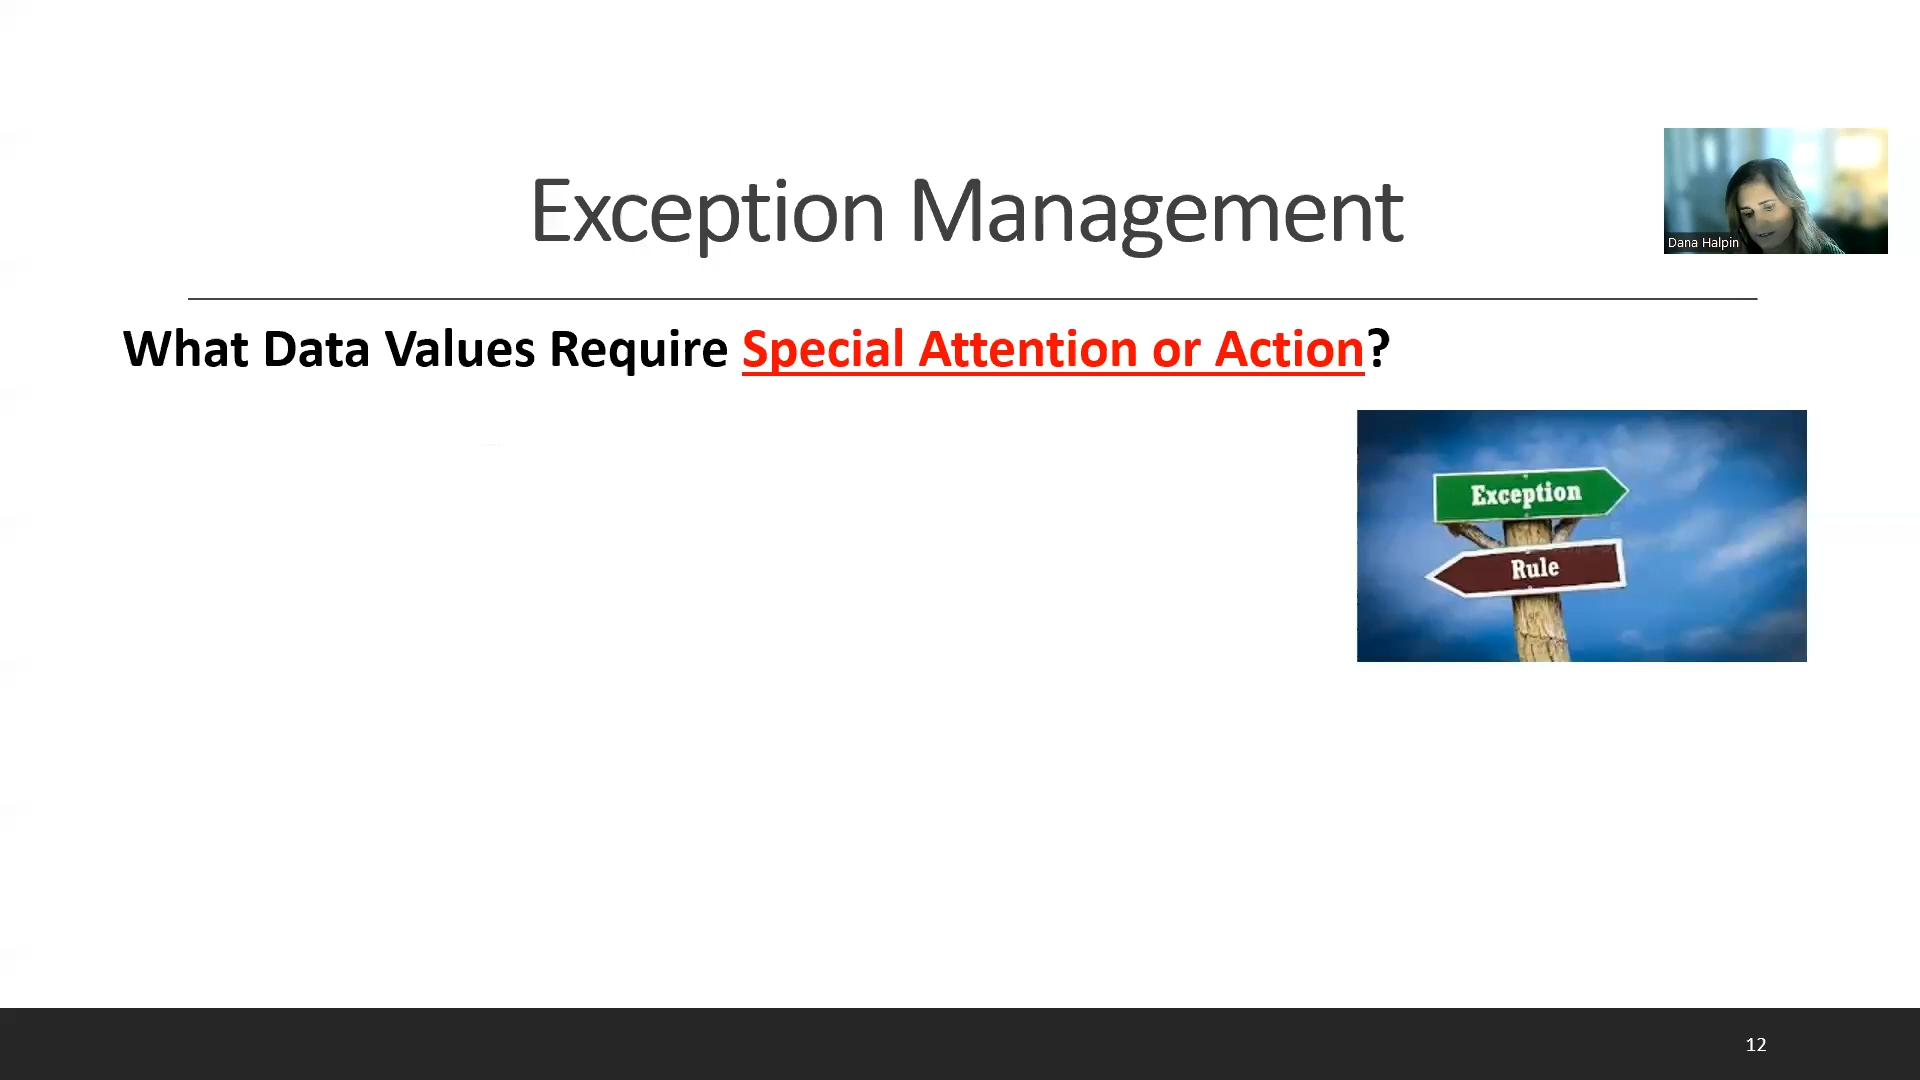 Exception Management
Dana Halpin
What Data Values Require Special Attention or Action?
Exception
Rule
12